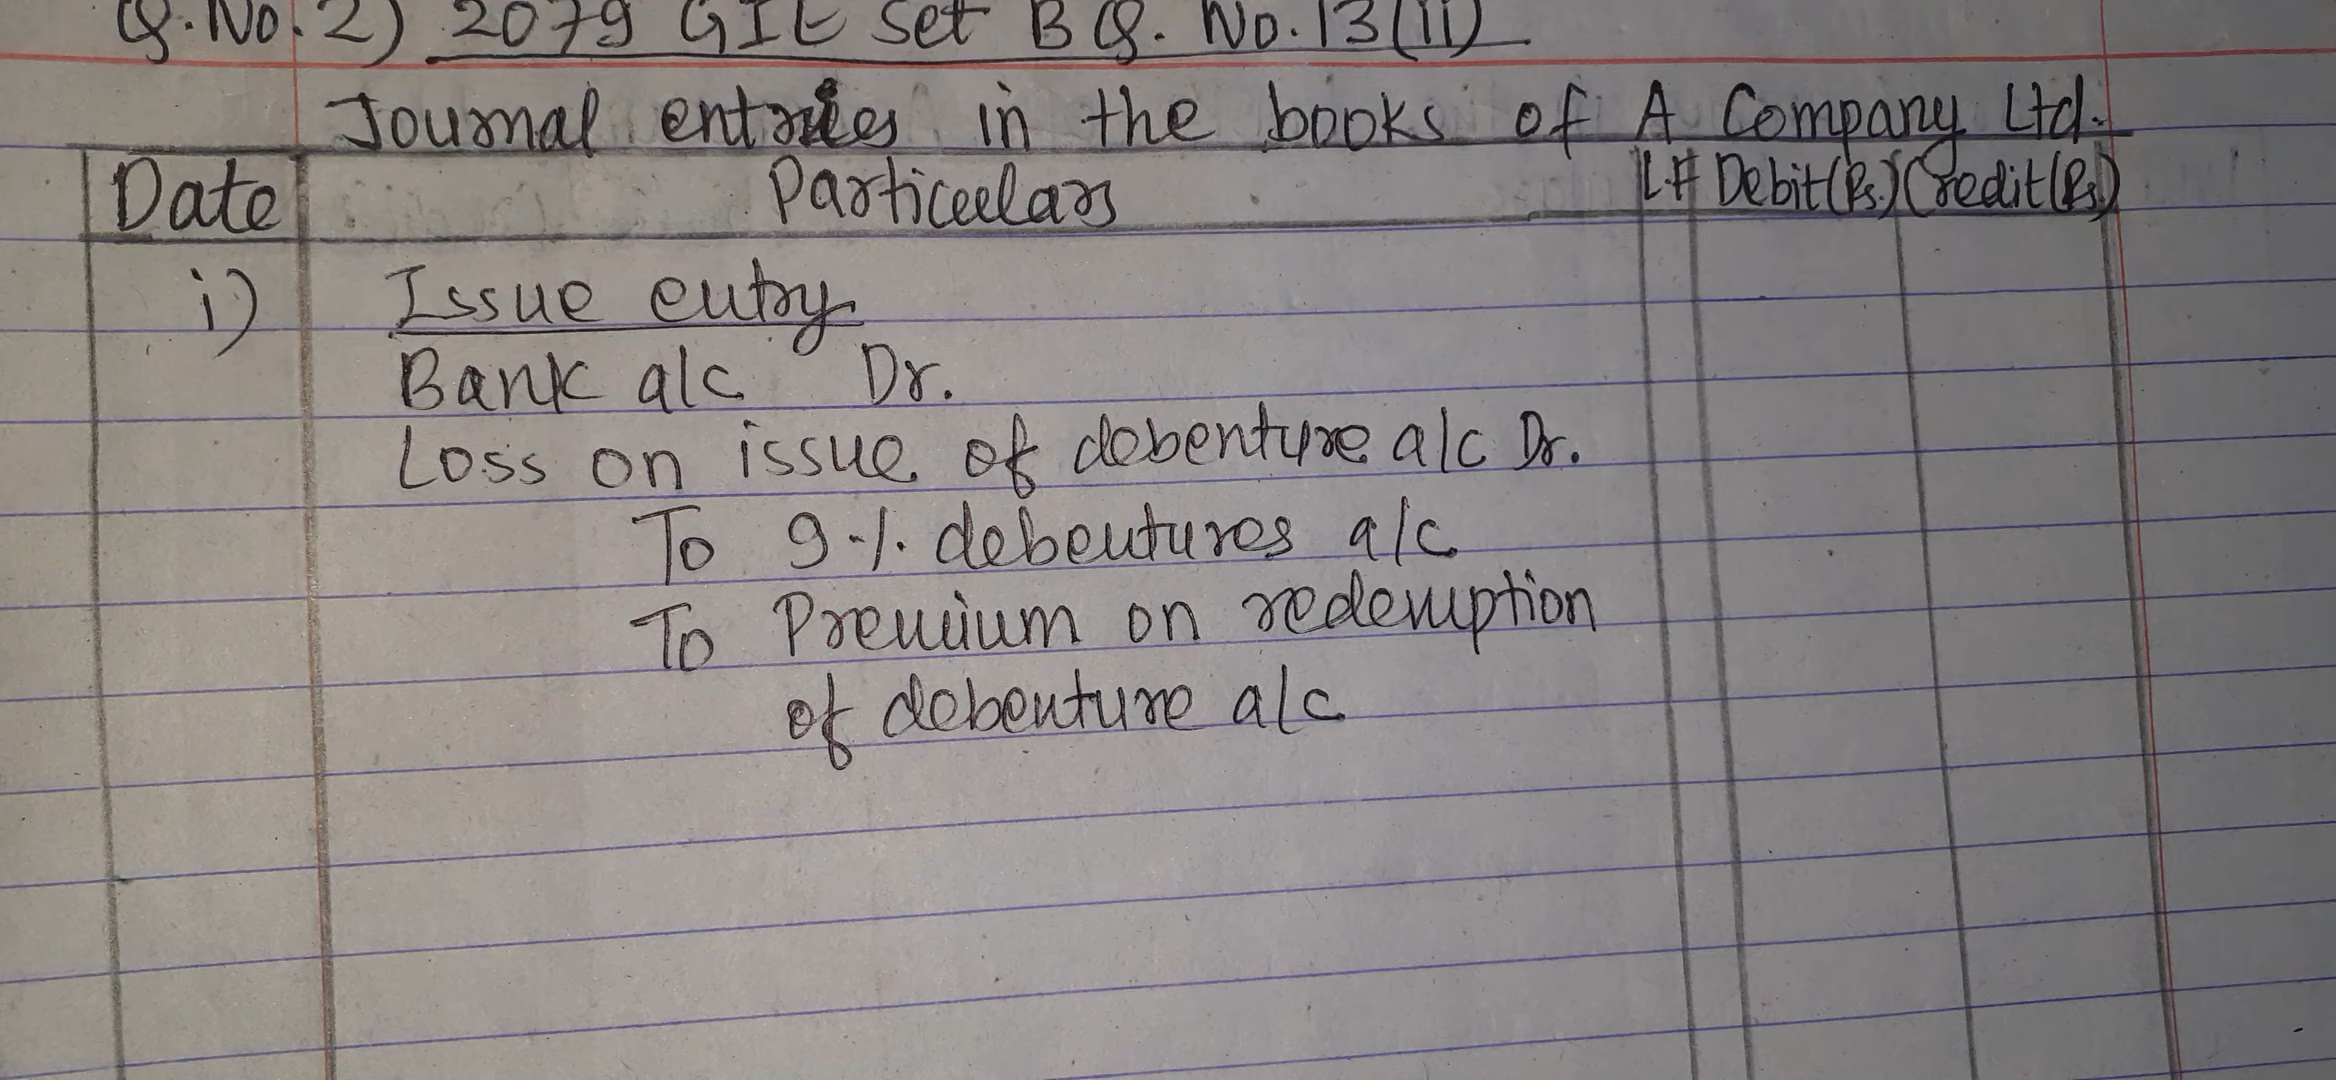 Q.No.2) 2079 GIE Set B Q. No.13(ii)
Journal entries in the books of A Company Ltd.
Date Particulars L.F Debit(Rs.) Credit(Rs.)
i) Issue entry
Bank a/c Dr.
Loss on issue of debenture a/c Dr.
To 9% debentures a/c
To Premium on redemption
of debenture a/c